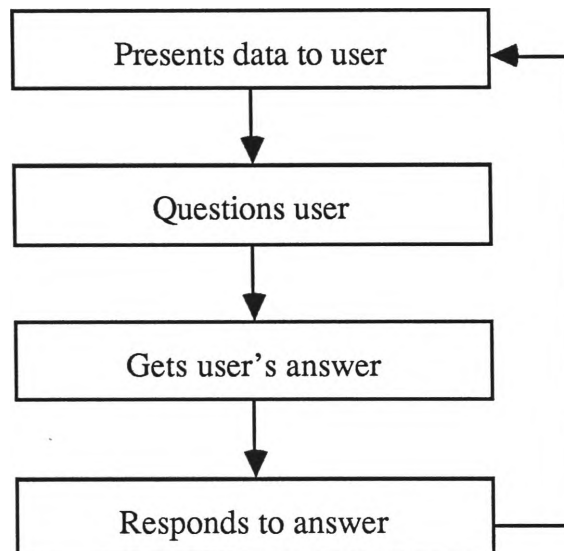 Presents data to user
Questions user
Gets user's answer
Responds to answer